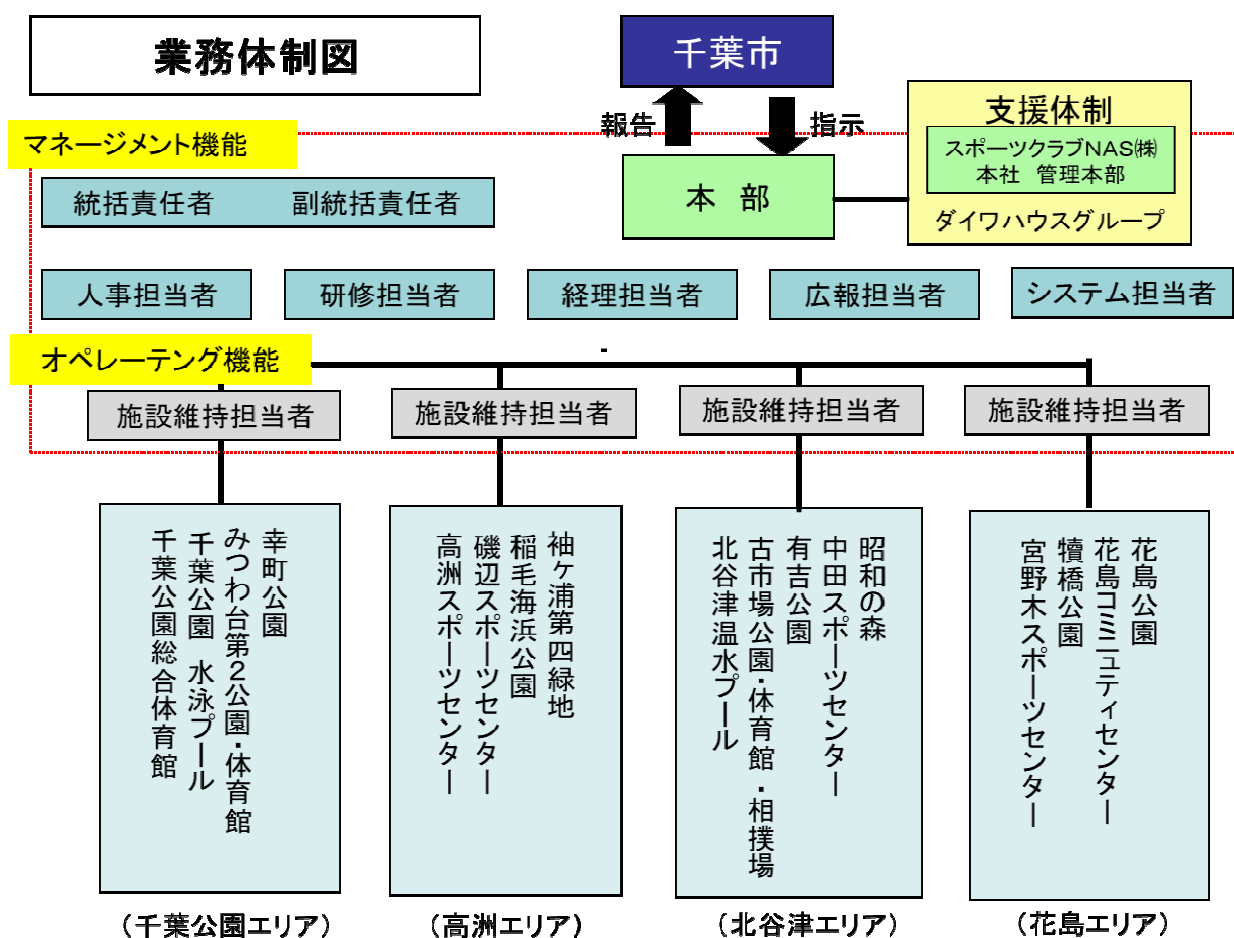 業務体制図
千葉市
報告
指示
支援体制
スポーツクラブNAS㈱
本社 管理本部
ダイワハウスグループ
マネージメント機能
本 部
統括責任者 副統括責任者
人事担当者
研修担当者
経理担当者
広報担当者
システム担当者
オペレーテング機能
施設維持担当者
施設維持担当者
施設維持担当者
施設維持担当者
幸町公園
みつわ台第2公園・体育館
千葉公園 水泳プール
千葉公園総合体育館
袖ケ浦第四緑地
稲毛海浜公園
磯辺スポーツセンター
高洲スポーツセンター
昭和の森
中田スポーツセンター
有吉公園
古市場公園・体育館・相撲場
北谷津温水プール
花島公園
花島コミニュティセンター
犢橋公園
宮野木スポーツセンター
（千葉公園エリア）
（高洲エリア）
（北谷津エリア）
（花島エリア）